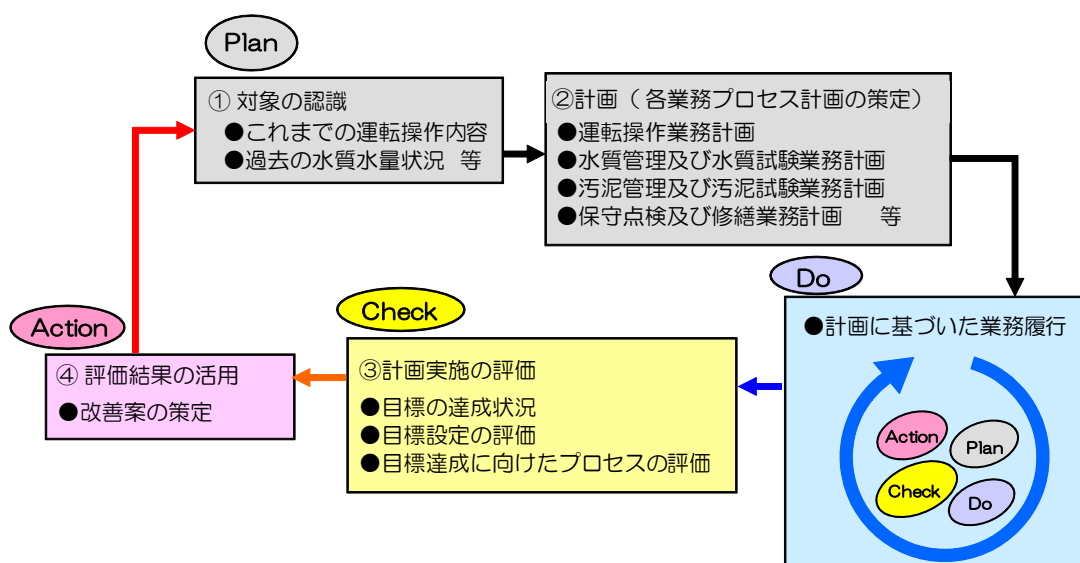 Plan
① 対象の認識
●これまでの運転操作内容
●過去の水質水量状況 等
②計画（各業務プロセス計画の策定）
●運転操作業務計画
●水質管理及び水質試験業務計画
●汚泥管理及び汚泥試験業務計画
●保守点検及び修繕業務計画 等
Do
●計画に基づいた業務履行
Action
Plan
Check
Do
Check
③計画実施の評価
●目標の達成状況
●目標設定の評価
●目標達成に向けたプロセスの評価
Action
④ 評価結果の活用
●改善案の策定